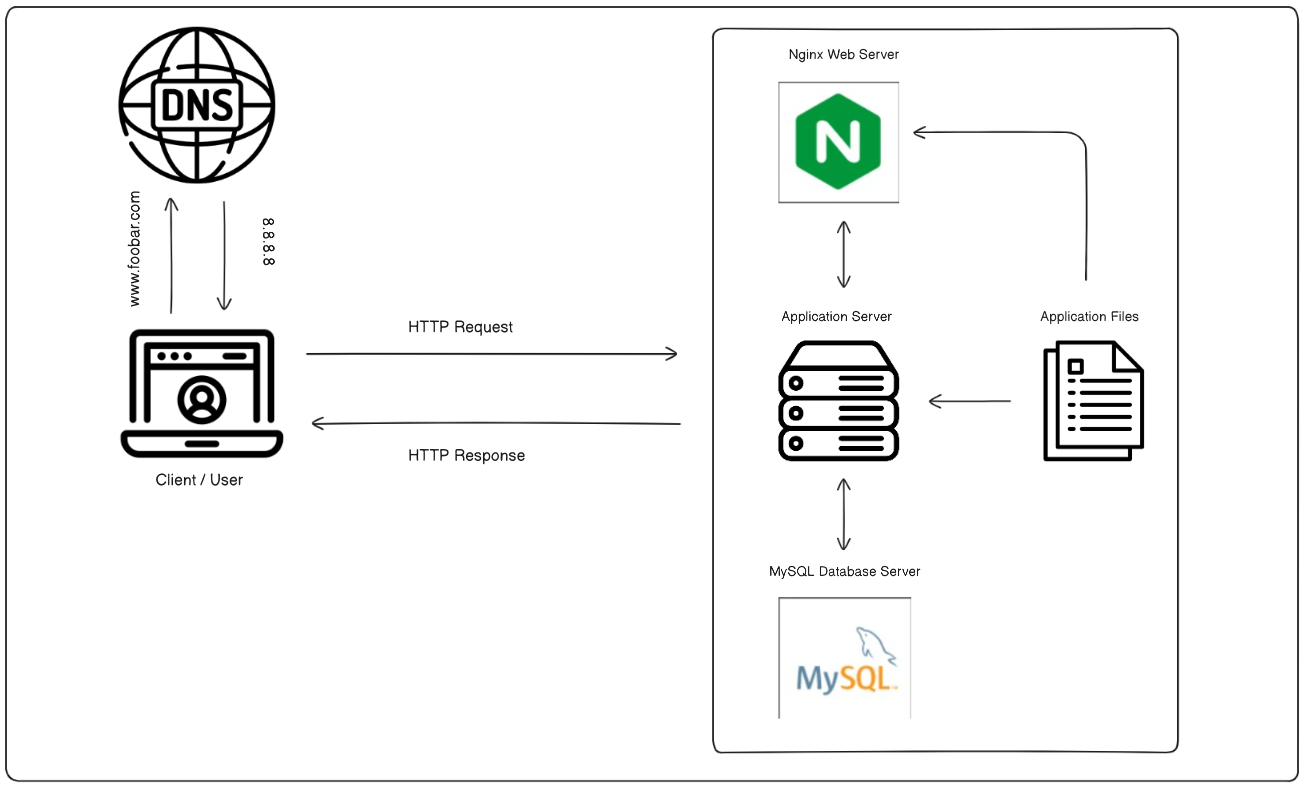 DNS
www.foobar.com
8.8.8.8
Client / User
HTTP Request
HTTP Response
Nginx Web Server
N
Application Server
Application Files
MySQL Database Server
MySQL